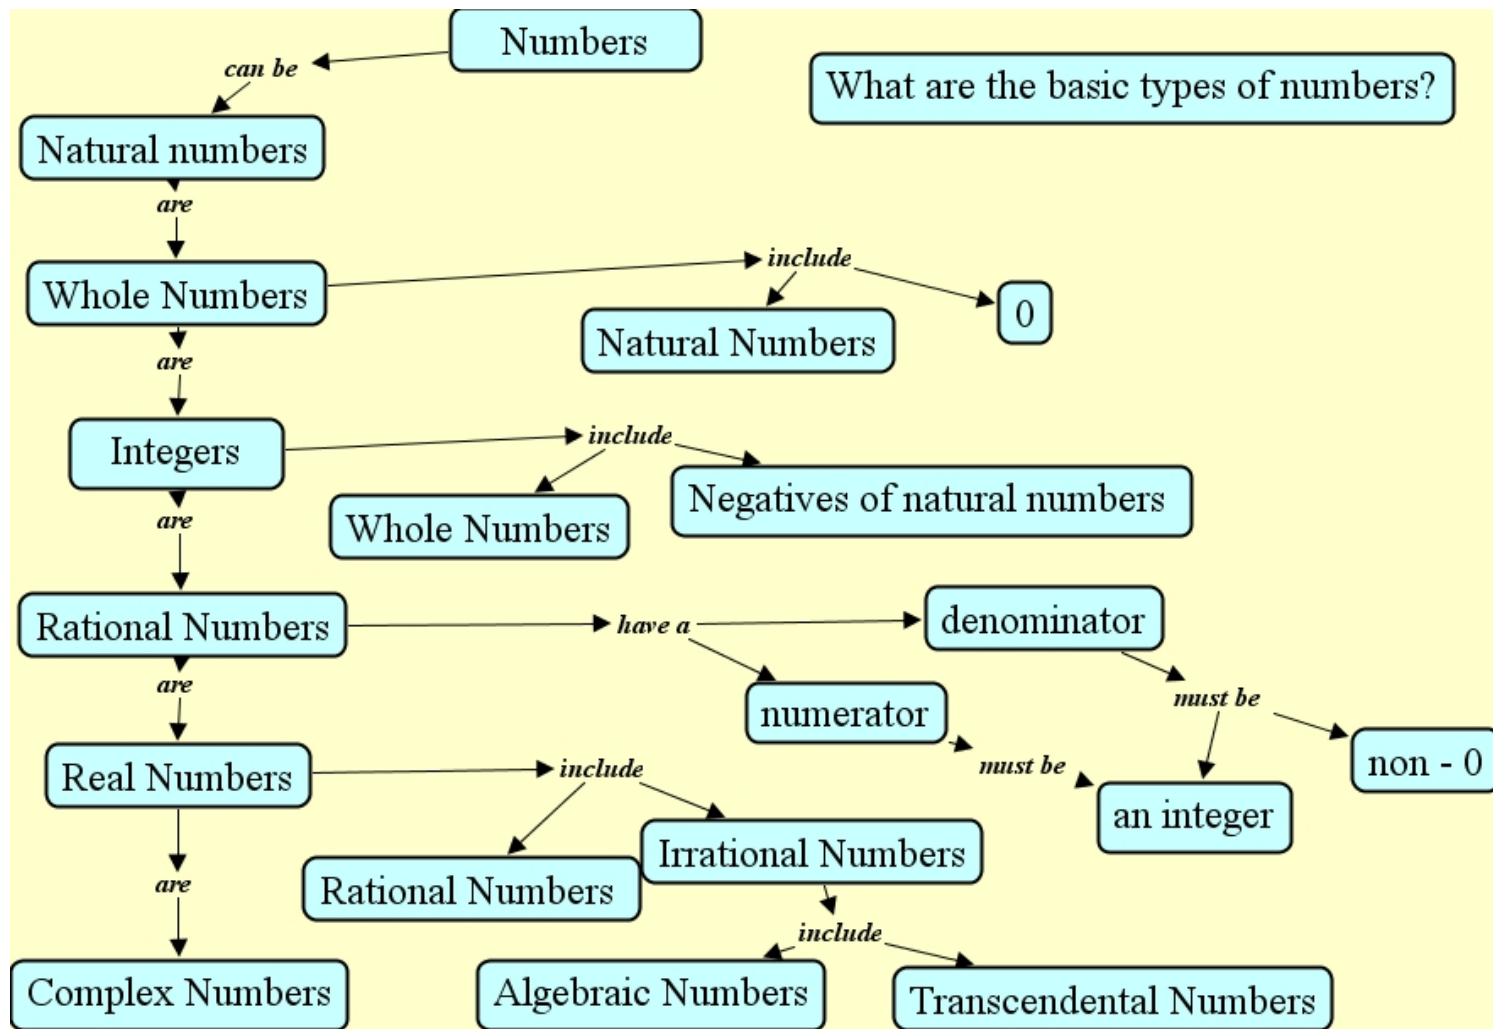 Numbers
What are the basic types of numbers?
can be
Natural numbers
are
Whole Numbers
include
Natural Numbers
0
are
Integers
include
Whole Numbers
Negatives of natural numbers
are
Rational Numbers
have a
denominator
numerator
must be
non - 0
must be
an integer
are
Real Numbers
include
Rational Numbers
Irrational Numbers
are
include
Complex Numbers
Algebraic Numbers
Transcendental Numbers